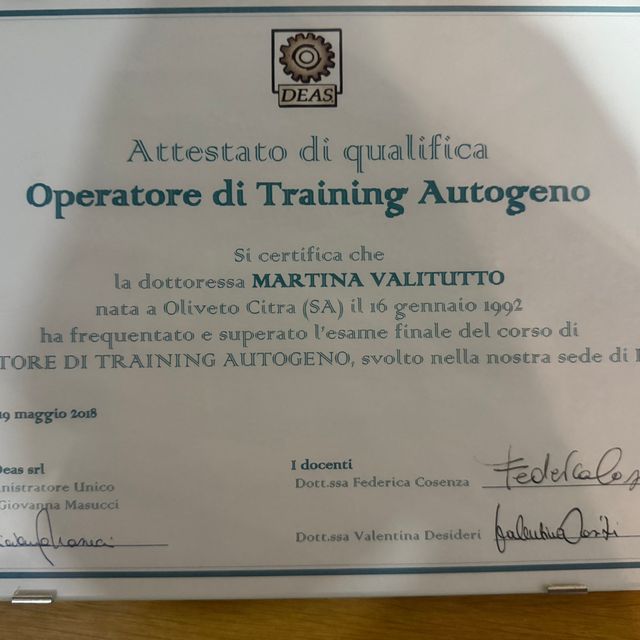 DEAS
Attestato di qualifica
Operatore di Training Autogeno
Si certifica che
la dottoressa MARTINA VALITUTTO
nata a Oliveto Citra (SA) il 16 gennaio 1992
ha frequentato e superato l'esame finale del corso di
TORE DI TRAINING AUTOGENO, svolto nella nostra sede di
19 maggio 2018
Deas srl
nistratore Unico
Giovanna Masucci
I docenti
Dott.ssa Federica Cosenza
Federica Cos
Dott.ssa Valentina Desideri